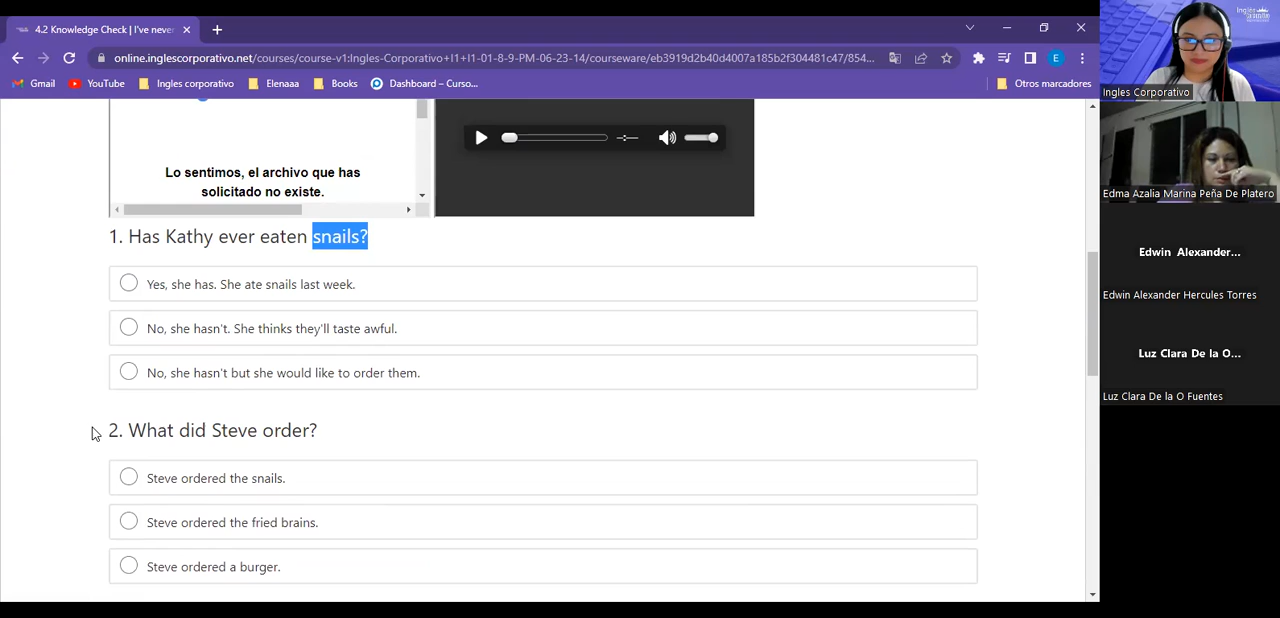 4.2 Knowledge Check | I've never
online.inglescorporativo.net/courses/course-v1:Ingles-Corporativo+I1+I1-01-8-9-PM-06-23-14/courseware/eb3919d2b40d4007a185b2f304481c47/854...
E
Gmail
YouTube
Ingles corporativo
Elenaaa
Books
Dashboard – Curso...
Otros marcadores
Lo sentimos, el archivo que has
solicitado no existe.
1. Has Kathy ever eaten snails?
Yes, she has. She ate snails last week.
No, she hasn't. She thinks they'll taste awful.
No, she hasn't but she would like to order them.
2. What did Steve order?
Steve ordered the snails.
Steve ordered the fried brains.
Steve ordered a burger.
Ingles Corporativo
Edma Azalia Marina Peña De Platero
Edwin Alexander...
Edwin Alexander Hercules Torres
Luz Clara De la O...
Luz Clara De la O Fuentes